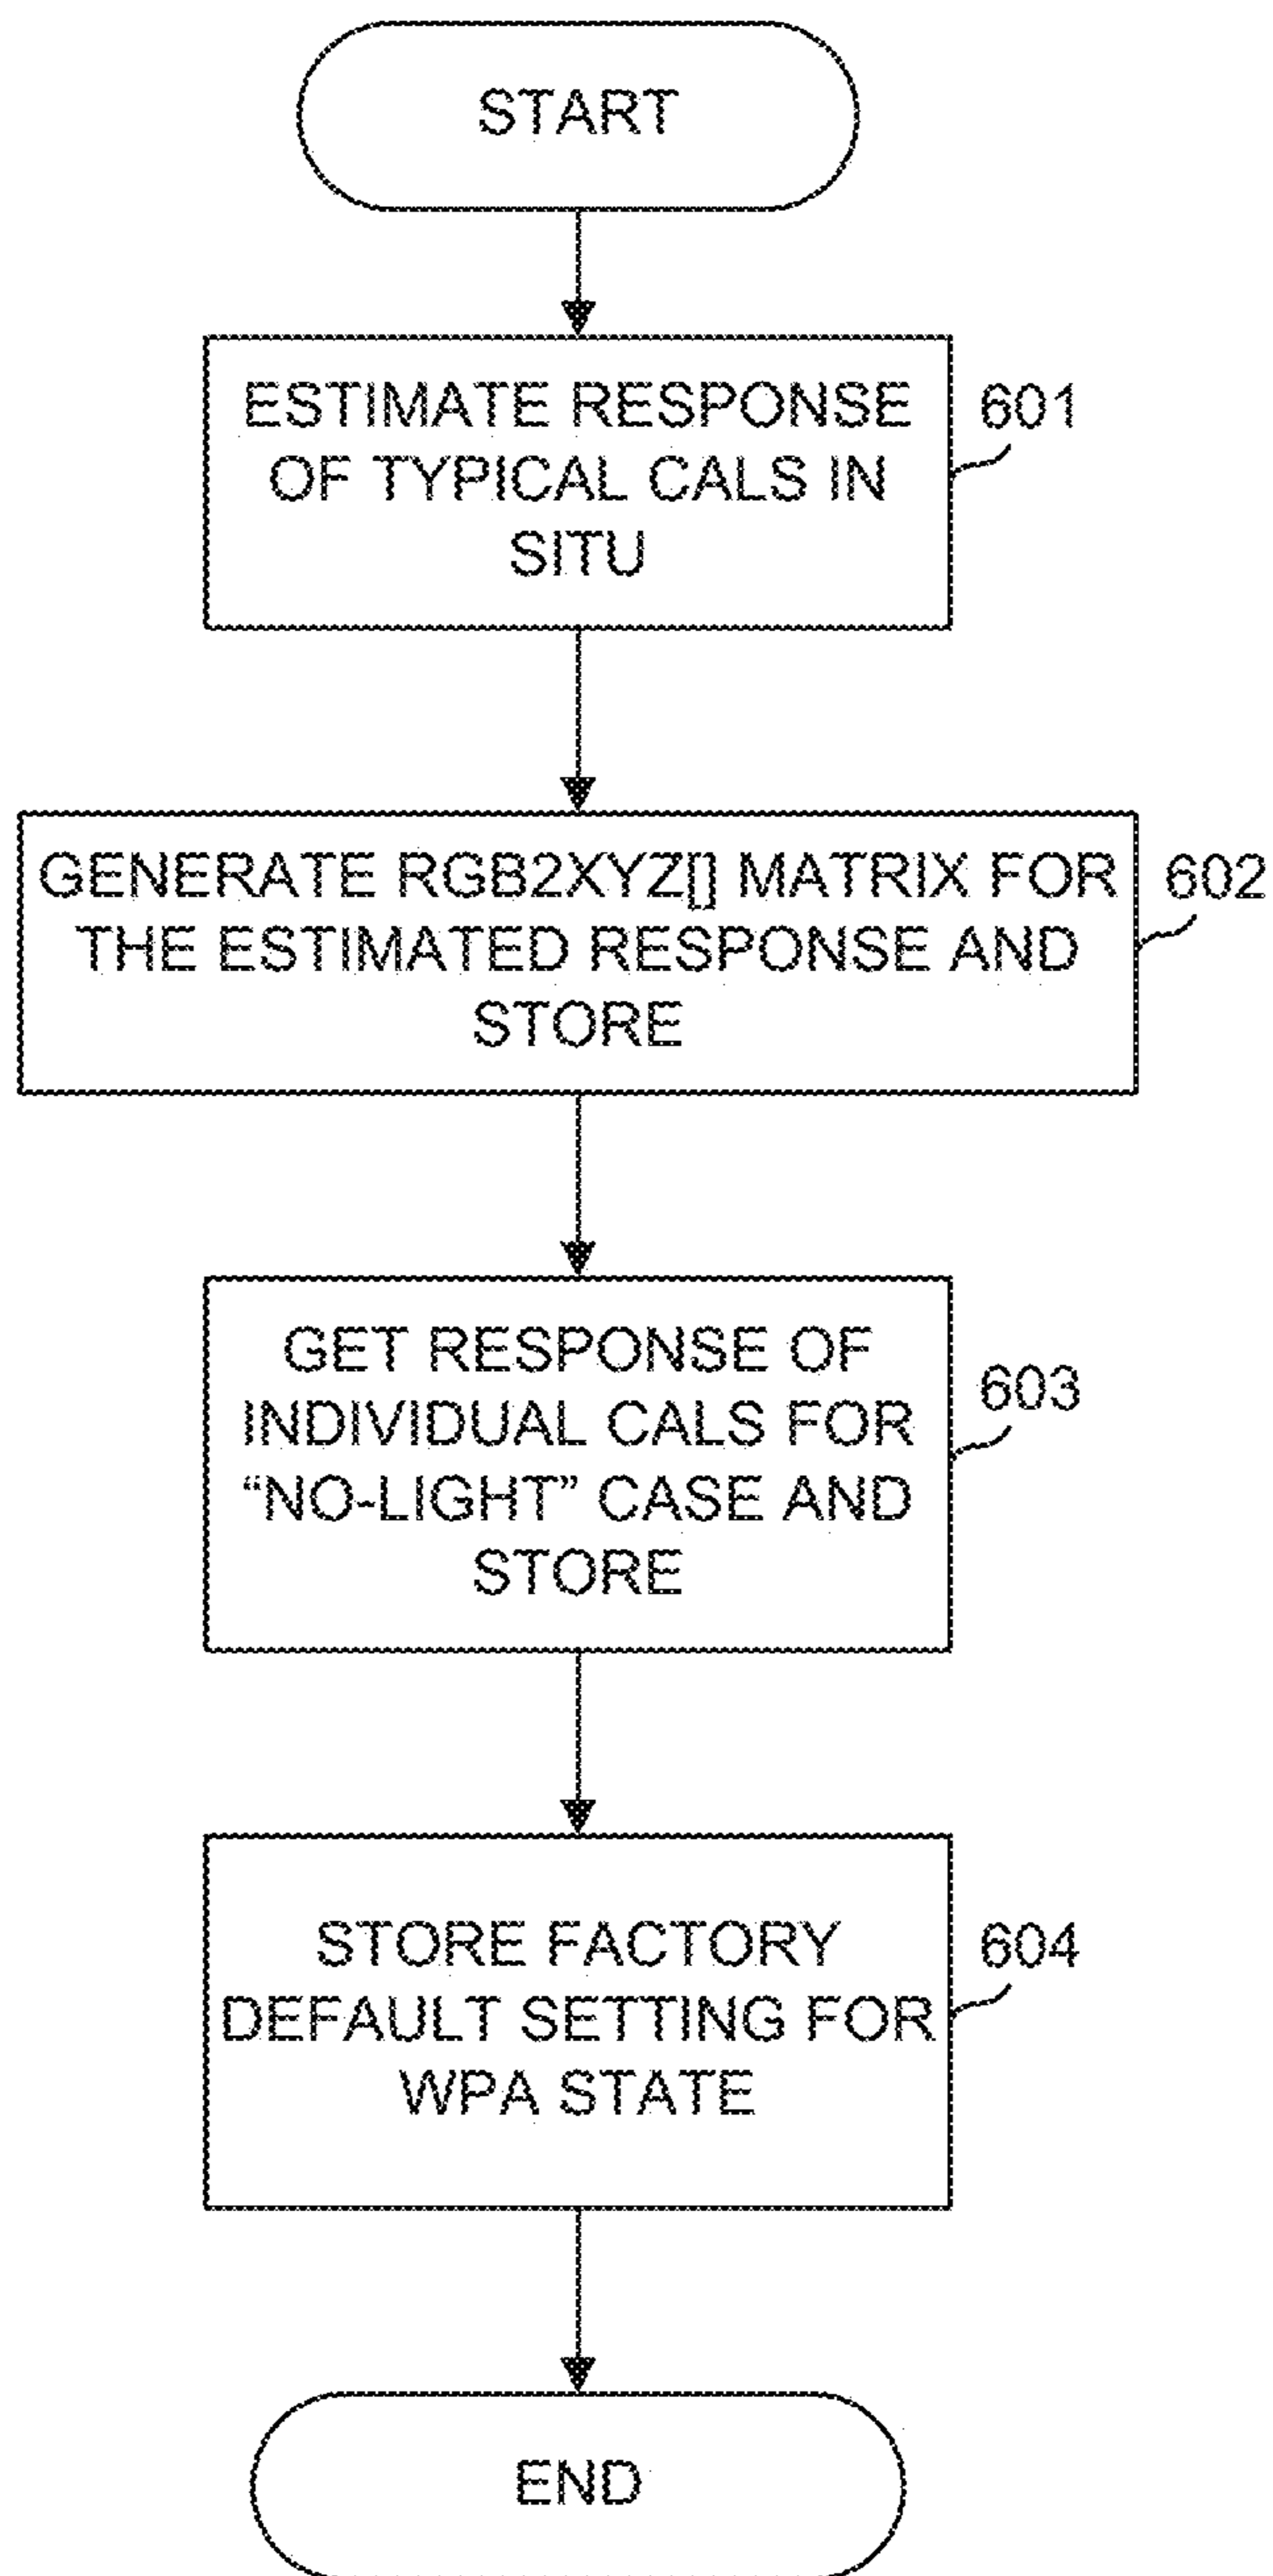 START
ESTIMATE RESPONSE
OF TYPICAL CALS IN
SITU
601
GENERATE RGB2XYZ[] MATRIX FOR
THE ESTIMATED RESPONSE AND
STORE
602
GET RESPONSE OF
INDIVIDUAL CALS FOR
“NO-LIGHT” CASE AND
STORE
603
STORE FACTORY
DEFAULT SETTING FOR
WPA STATE
604
END